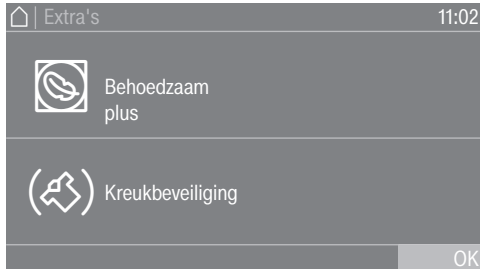 | Extra's 11:02
Behoedzaam
plus
Kreukbeveiliging
OK